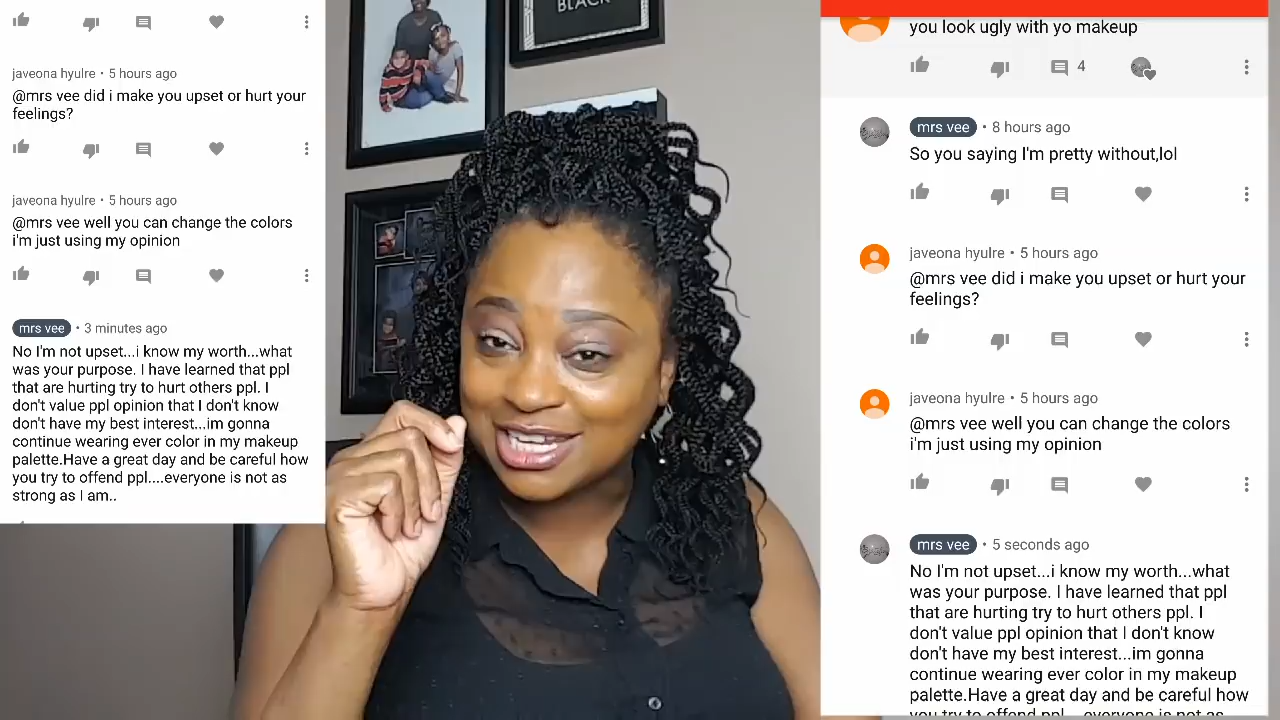 javeona hyulre • 5 hours ago
@mrs vee did i make you upset or hurt your
feelings?
javeona hyulre • 5 hours ago
@mrs vee well you can change the colors
i'm just using my opinion
mrs vee • 3 minutes ago
No I'm not upset...i know my worth...what
was your purpose. I have learned that ppl
that are hurting try to hurt others ppl. I
don't value ppl opinion that I don't know
don't have my best interest...im gonna
continue wearing ever color in my makeup
palette.Have a great day and be careful how
you try to offend ppl....everyone is not as
strong as I am..
BLACK
you look ugly with yo makeup
4
mrs vee • 8 hours ago
So you saying I'm pretty without,lol
javeona hyulre • 5 hours ago
@mrs vee did i make you upset or hurt your
feelings?
javeona hyulre • 5 hours ago
@mrs vee well you can change the colors
i'm just using my opinion
mrs vee • 5 seconds ago
No I'm not upset...i know my worth...what
was your purpose. I have learned that ppl
that are hurting try to hurt others ppl. I
don't value ppl opinion that I don't know
don't have my best interest...im gonna
continue wearing ever color in my makeup
palette.Have a great day and be careful how
you try to offend ppl....everyone is not as